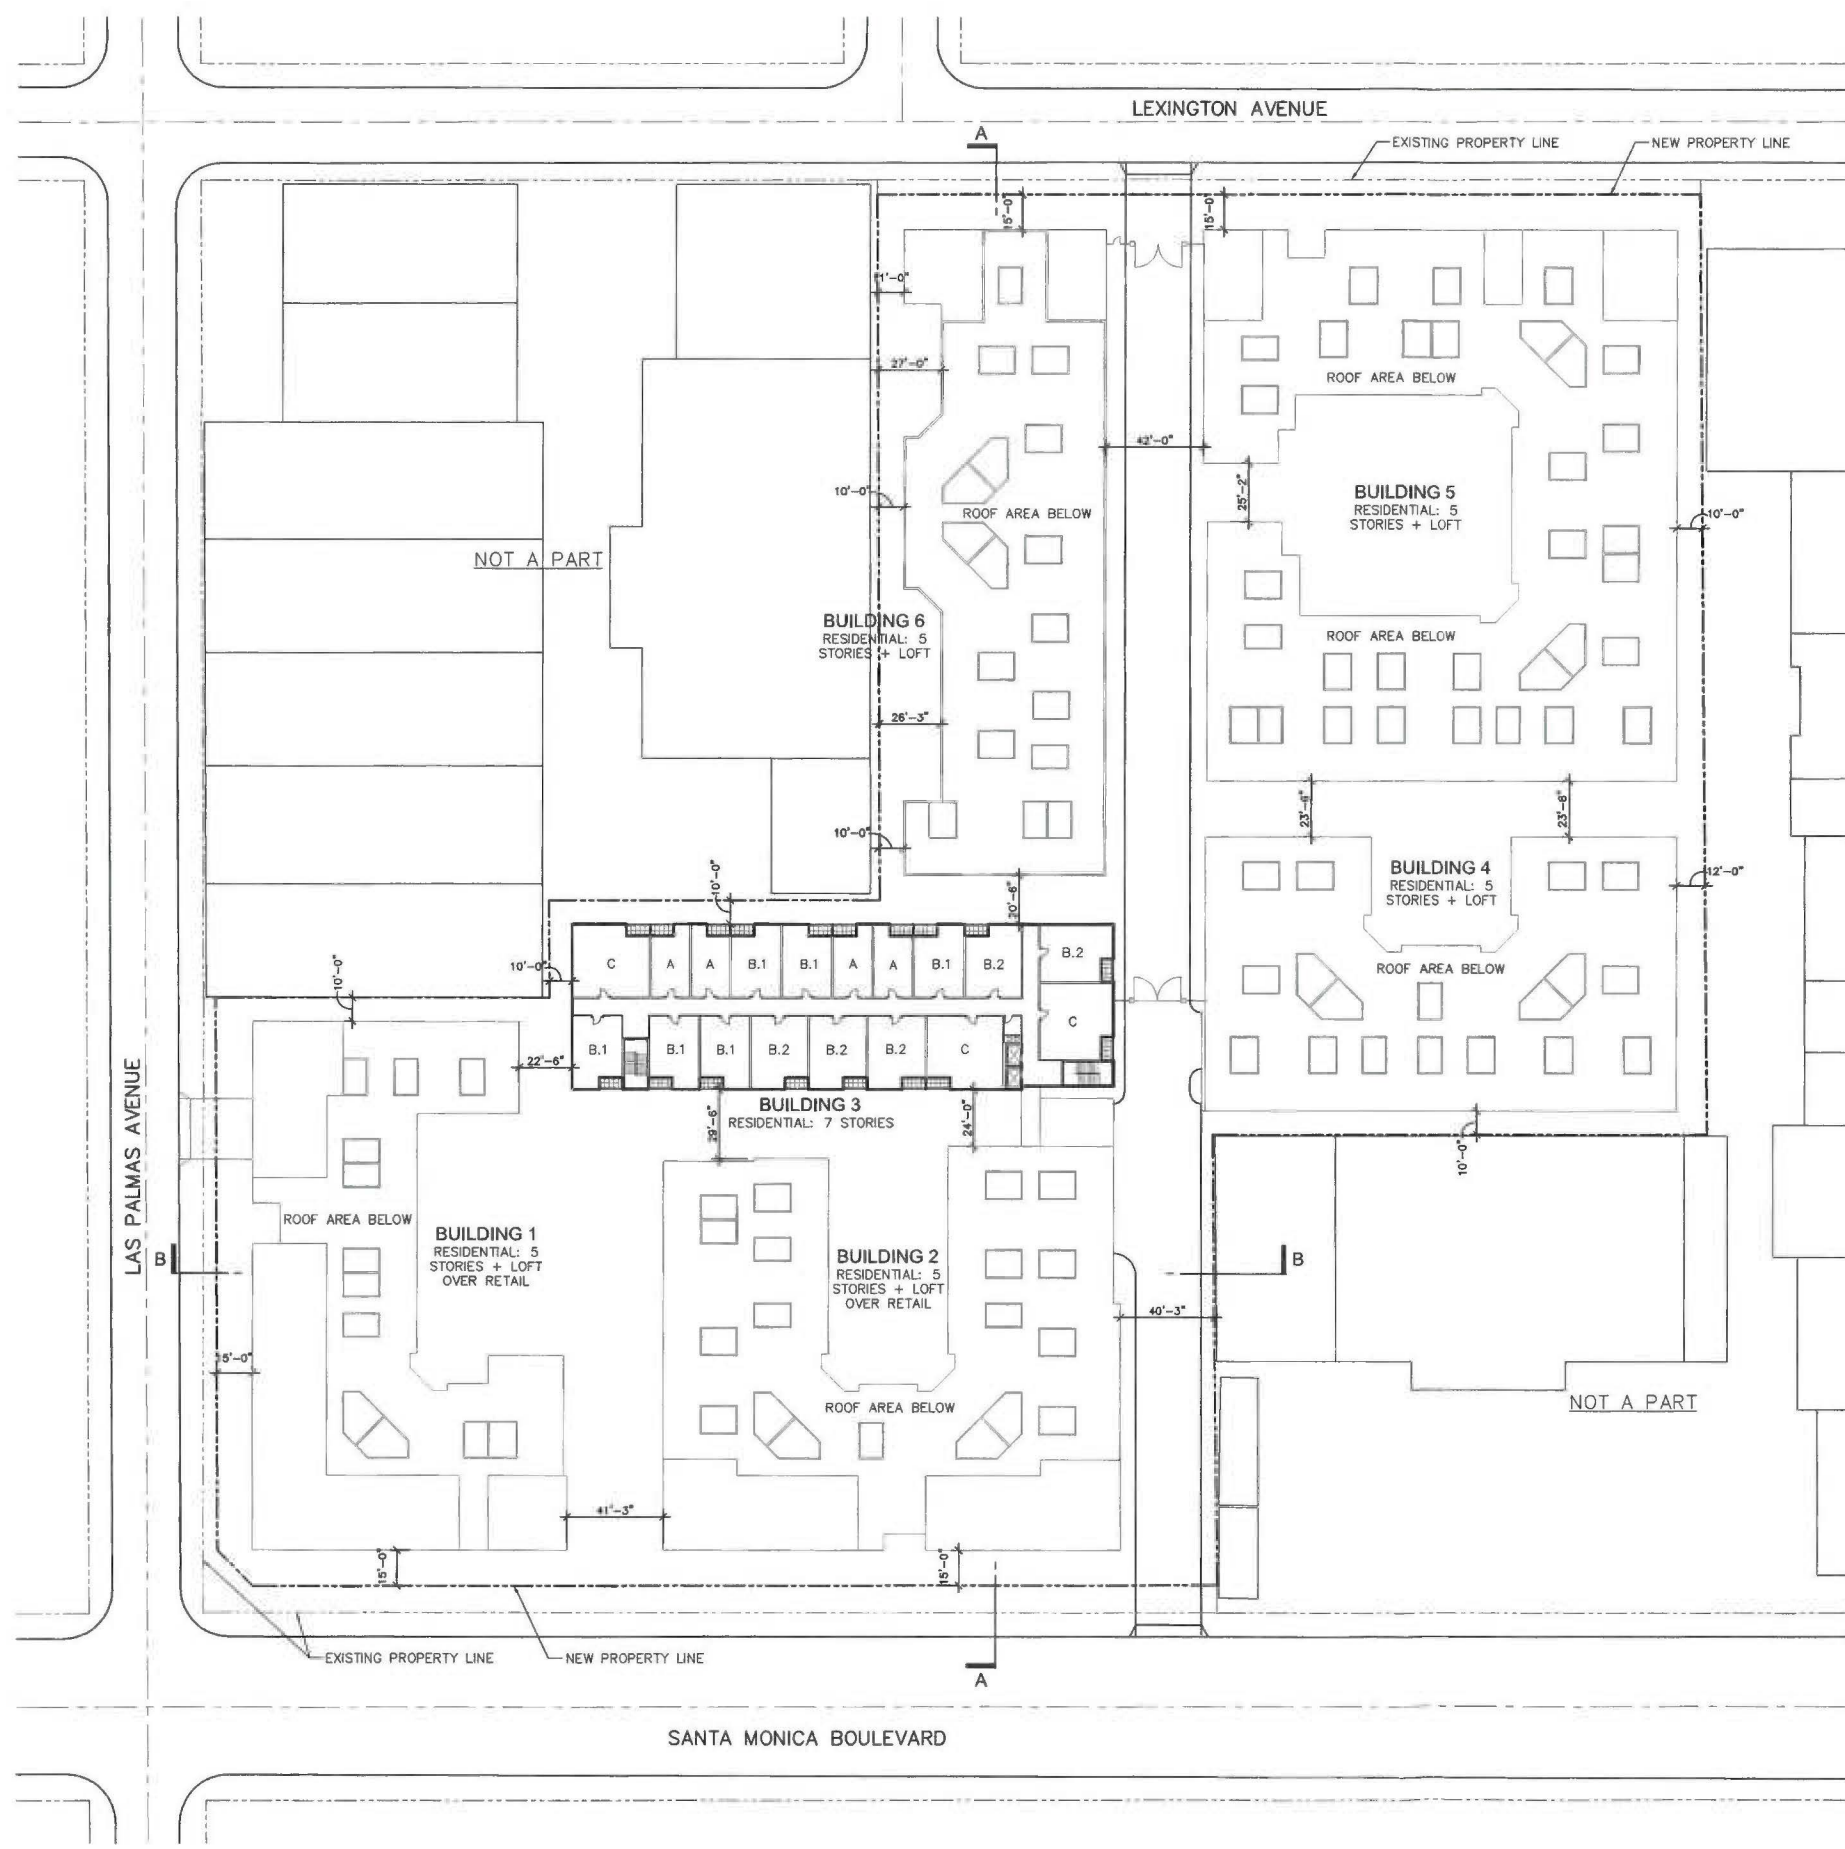 LEXINGTON AVENUE
A
EXISTING PROPERTY LINE
NEW PROPERTY LINE
15'-0"
15'-0"
27'-0"
ROOF AREA BELOW
42'-0"
25'-2"
10'-0"
BUILDING 5
RESIDENTIAL: 5
STORIES + LOFT
ROOF AREA BELOW
10'-0"
NOT A PART
BUILDING 6
RESIDENTIAL: 5
STORIES + LOFT
ROOF AREA BELOW
26'-3"
23'-6"
23'-6"
10'-0"
10'-0"
BUILDING 4
RESIDENTIAL: 5
STORIES + LOFT
12'-0"
20'-6"
10'-0"
10'-0"
C
A
A
B.1
B.1
A
A
B.1
B.2
B.2
ROOF AREA BELOW
C
B.1
B.1
B.1
B.2
B.2
B.2
C
22'-6"
BUILDING 3
RESIDENTIAL: 7 STORIES
24'-0"
10'-0"
LAS PALMAS AVENUE
ROOF AREA BELOW
BUILDING 1
RESIDENTIAL: 5
STORIES + LOFT
OVER RETAIL
BUILDING 2
RESIDENTIAL: 5
STORIES + LOFT
OVER RETAIL
B
B
40'-3"
15'-0"
ROOF AREA BELOW
NOT A PART
41'-3"
15'-0"
15'-0"
EXISTING PROPERTY LINE
NEW PROPERTY LINE
A
SANTA MONICA BOULEVARD